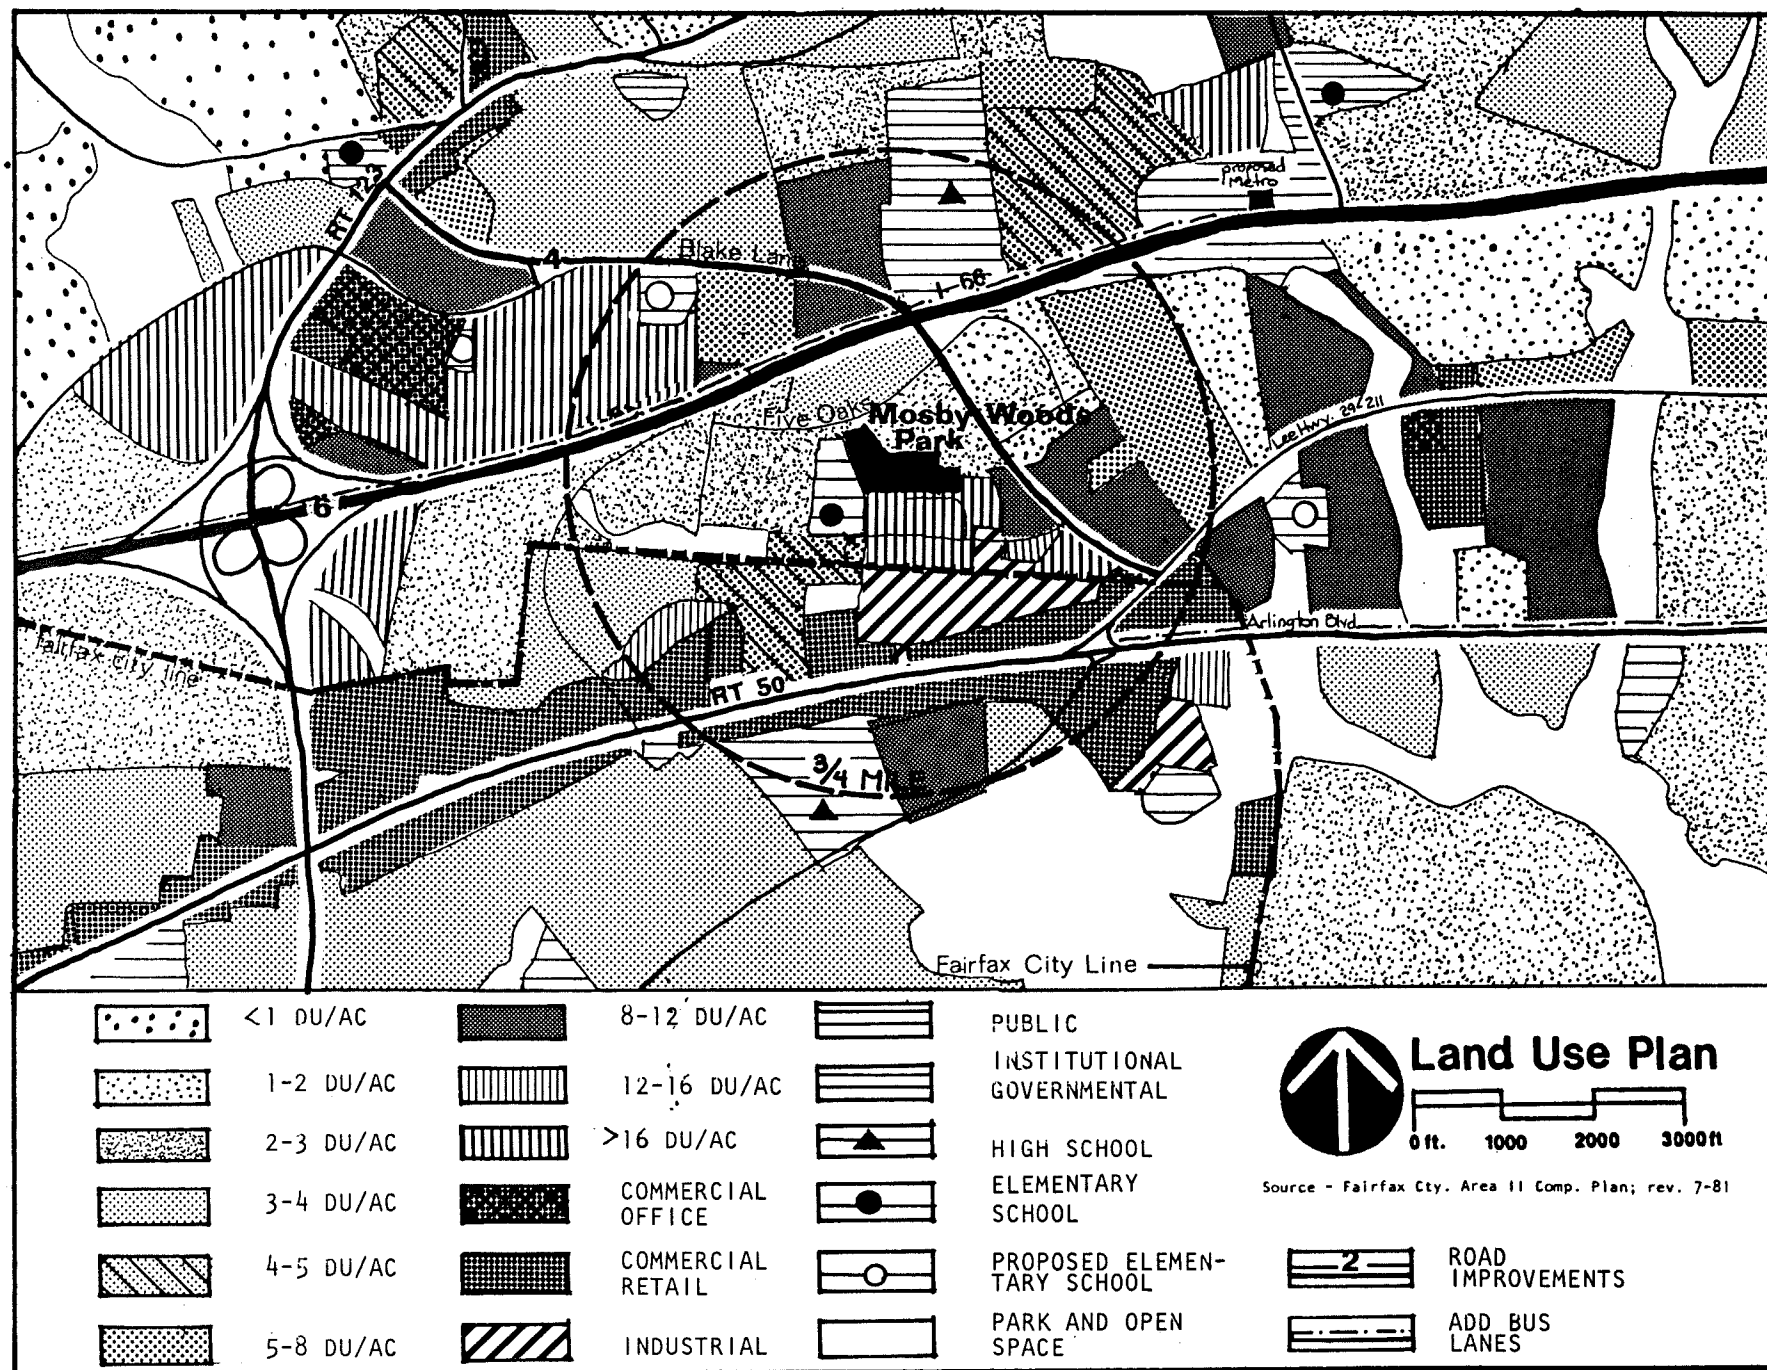 proposed
Metro
RT 123
4
Blake Lane
I-66
Five Oaks
Mosby Woods
Park
Lee Hwy. 29-211
6
Arlington Blvd
Fairfax City line
RT 50
3/4 MILE
Fairfax City Line
<1 DU/AC
1-2 DU/AC
2-3 DU/AC
3-4 DU/AC
4-5 DU/AC
5-8 DU/AC
8-12 DU/AC
12-16 DU/AC
>16 DU/AC
COMMERCIAL
OFFICE
COMMERCIAL
RETAIL
INDUSTRIAL
PUBLIC
INSTITUTIONAL
GOVERNMENTAL
HIGH SCHOOL
ELEMENTARY
SCHOOL
PROPOSED ELEMEN-
TARY SCHOOL
PARK AND OPEN
SPACE
Land Use Plan
0 ft. 1000 2000 3000ft
Source - Fairfax Cty. Area II Comp. Plan; rev. 7-81
2 ROAD
IMPROVEMENTS
ADD BUS
LANES